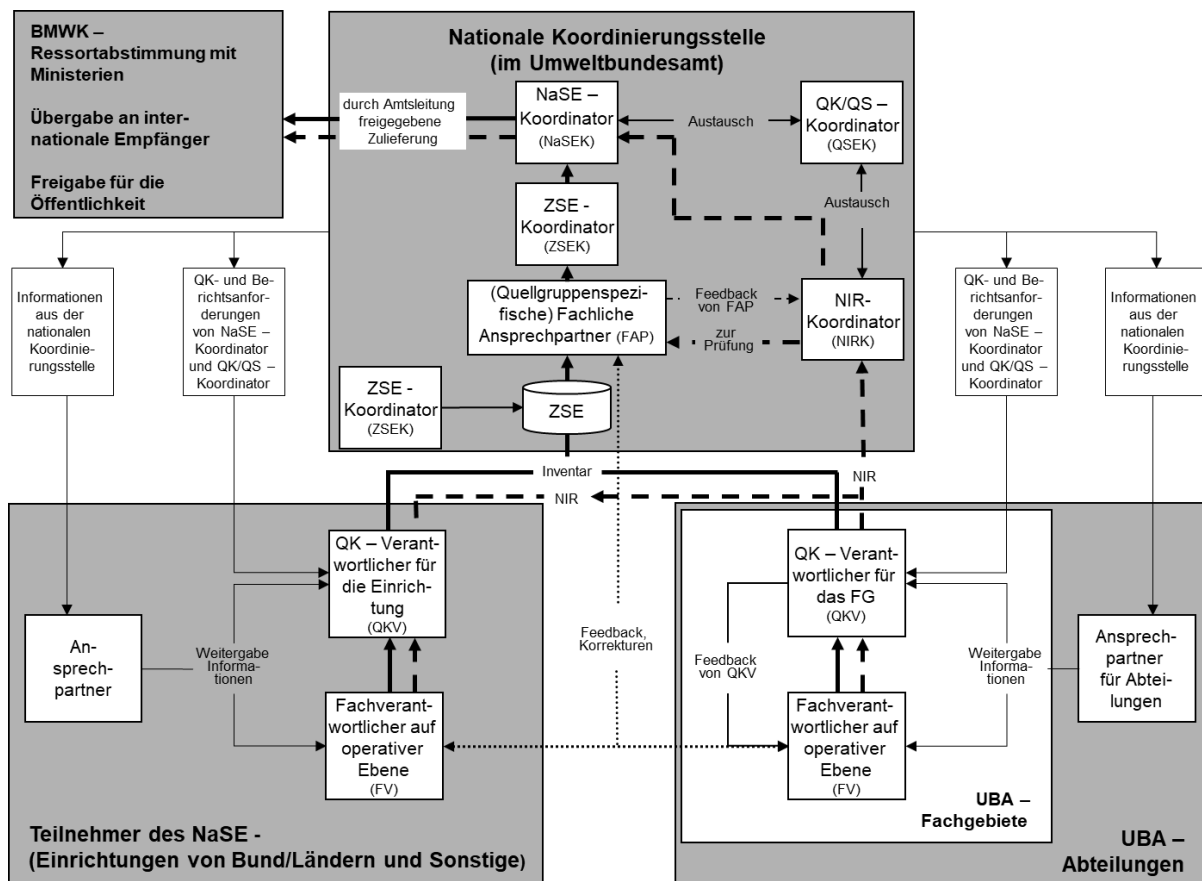 BMWK –
Ressortabstimmung mit
Ministerien
Übergabe an inter-
nationale Empfänger
Freigabe für die
Öffentlichkeit
Nationale Koordinierungsstelle
(im Umweltbundesamt)
durch Amtsleitung
freigegebene
Zulieferung
NaSE –
Koordinator
(NaSEK)
Austausch
QK/QS –
Koordinator
(QSEK)
ZSE -
Koordinator
(ZSEK)
Austausch
(Quellgruppenspezi-
fische) Fachliche
Ansprechpartner (FAP)
Feedback
von FAP
zur
Prüfung
NIR-
Koordinator
(NIRK)
ZSE -
Koordinator
(ZSEK)
ZSE
Informationen
aus der
nationalen
Koordinie-
rungsstelle
QK- und Be-
richtsanfor-
derungen
von NaSE –
Koordinator
und QK/QS –
Koordinator
QK- und Be-
richtsanfor-
derungen
von NaSE –
Koordinator
und QK/QS –
Koordinator
Informationen
aus der
nationalen
Koordinie-
rungsstelle
Inventar
NIR
NIR
QK – Verant-
wortlicher für
die Einrich-
tung
(QKV)
An-
sprech-
partner
Weitergabe
Informa-
tionen
Fachverant-
wortlicher auf
operativer
Ebene
(FV)
Teilnehmer des NaSE -
(Einrichtungen von Bund/Ländern und Sonstige)
Feedback,
Korrekturen
QK – Verant-
wortlicher für
das FG
(QKV)
Feedback
von QKV
Weitergabe
Informa-
tionen
Ansprech-
partner
für Abtei-
lungen
Fachverant-
wortlicher auf
operativer
Ebene
(FV)
UBA –
Fachgebiete
UBA –
Abteilungen